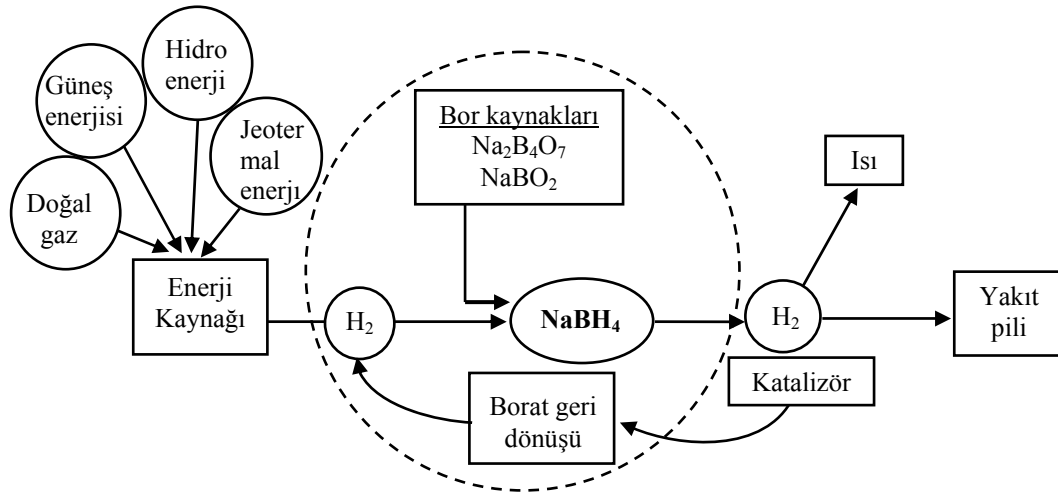 Hidro
enerji
Güneş
enerjisi
Jeoter
mal
enerjı
Doğal
gaz
Enerji
Kaynağı
H₂
Bor kaynakları
Na₂B₄O₇
NaBO₂
NaBH₄
Borat geri
dönüşü
H₂
Katalizör
Isı
Yakıt
pili